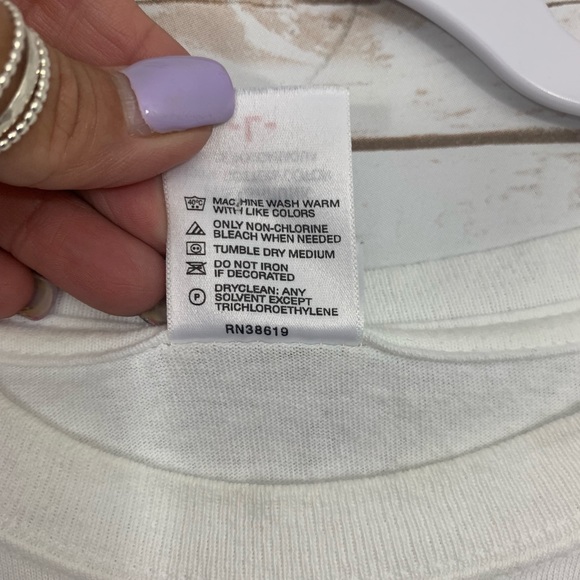 40°C
MACHINE WASH WARM
WITH LIKE COLORS
ONLY NON-CHLORINE
BLEACH WHEN NEEDED
TUMBLE DRY MEDIUM
DO NOT IRON
IF DECORATED
P
DRYCLEAN: ANY
SOLVENT EXCEPT
TRICHLOROETHYLENE
RN38619